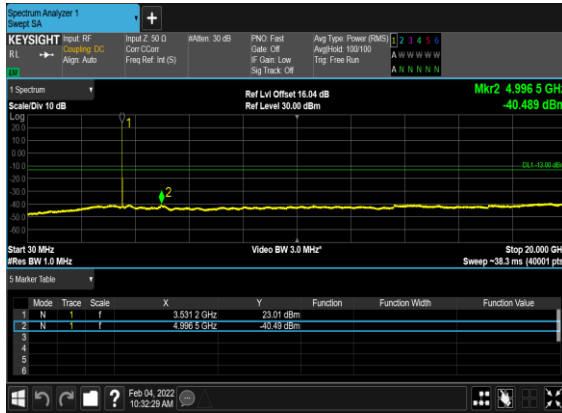 Spectrum Analyzer 1
Swept SA
+
KEYSIGHT Input: RF Input Z: 50 Ω #Atten: 30 dB PNO: Fast Avg Type: Power (RMS) 1 2 3 4 5 6
RL Coupling: DC Corr CCorr Gate: Off Avg|Hold: 100/100 A W W W W W
Align: Auto Freq Ref: Int (S) IF Gain: Low Trig: Free Run
LXI Sig Track: Off A N N N N N
1 Spectrum Ref Lvl Offset 16.04 dB Mkr2 4.996 5 GHz
Scale/Div 10 dB Ref Level 30.00 dBm -40.489 dBm
Log
20.0
10.0
0.00
-10.0
-20.0
-30.0
-40.0
-50.0
-60.0
1
2
DL1 -13.00 dB
Start 30 MHz Video BW 3.0 MHz* Stop 20.000 GH
#Res BW 1.0 MHz Sweep ~38.3 ms (40001 pts
5 Marker Table
Mode Trace Scale X Y Function Function Width Function Value
1 N 1 f 3.531 2 GHz 23.01 dBm
2 N 1 f 4.996 5 GHz -40.49 dBm
3
4
5
6
? Feb 04, 2022
10:32:29 AM